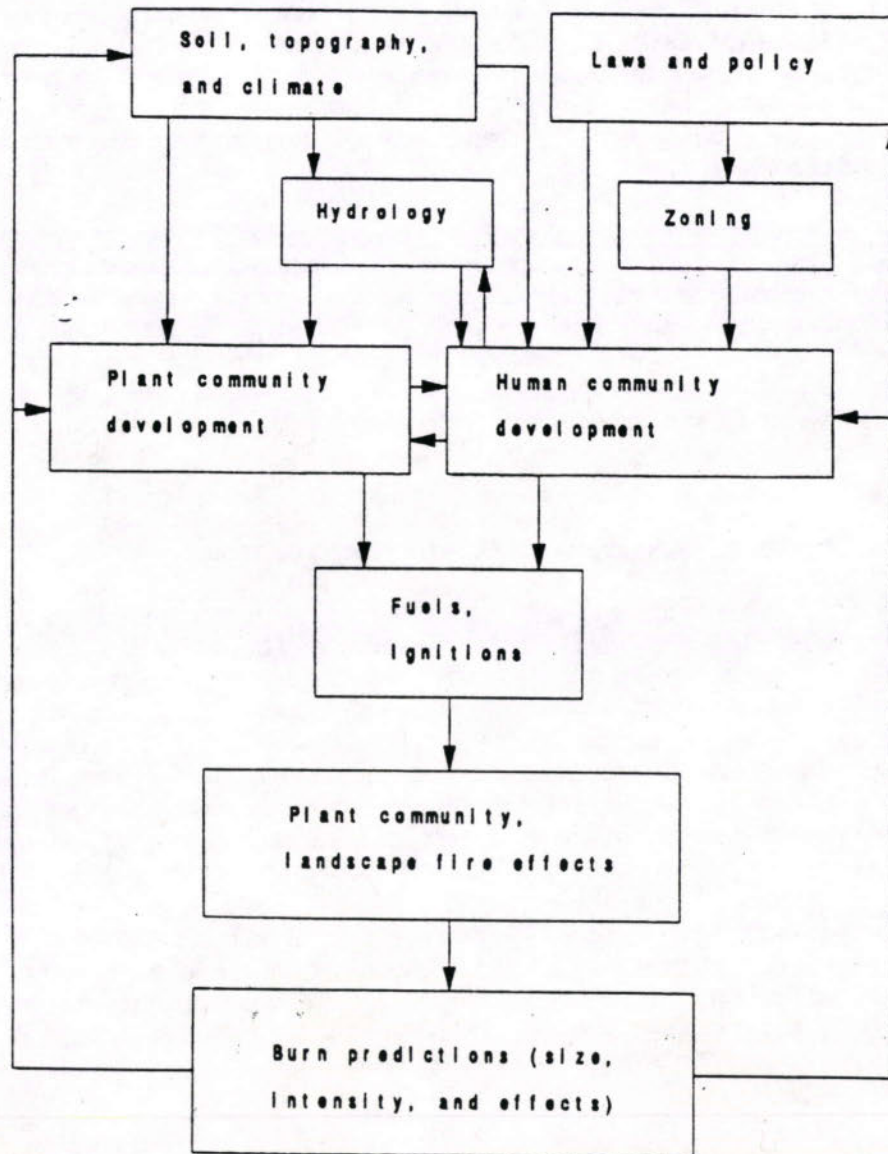 Soil, topography,
and climate
Laws and policy
Hydrology
Zoning
Plant community
development
Human community
development
Fuels,
Ignitions
Plant community,
landscape fire effects
Burn predictions (size,
intensity, and effects)